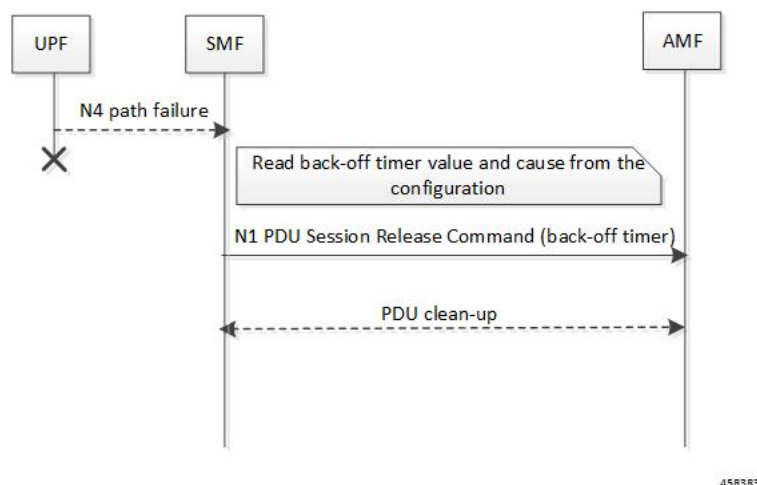 UPF
SMF
AMF
N4 path failure
Read back-off timer value and cause from the
configuration
N1 PDU Session Release Command (back-off timer)
PDU clean-up
458383